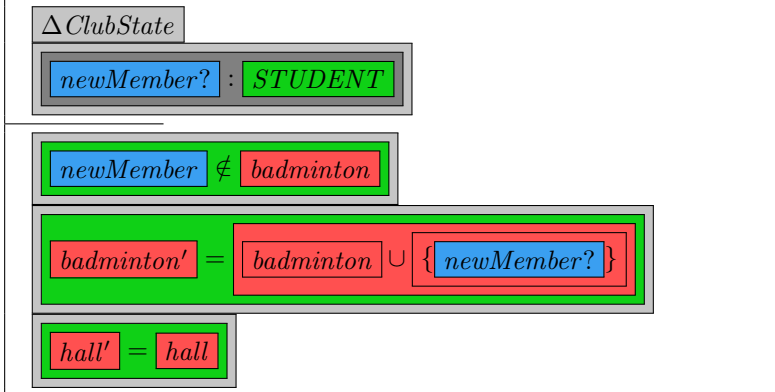 ΔClubState
newMember? : STUDENT
newMember ∉ badminton
badminton′ = badminton ∪ {newMember?}
hall′ = hall